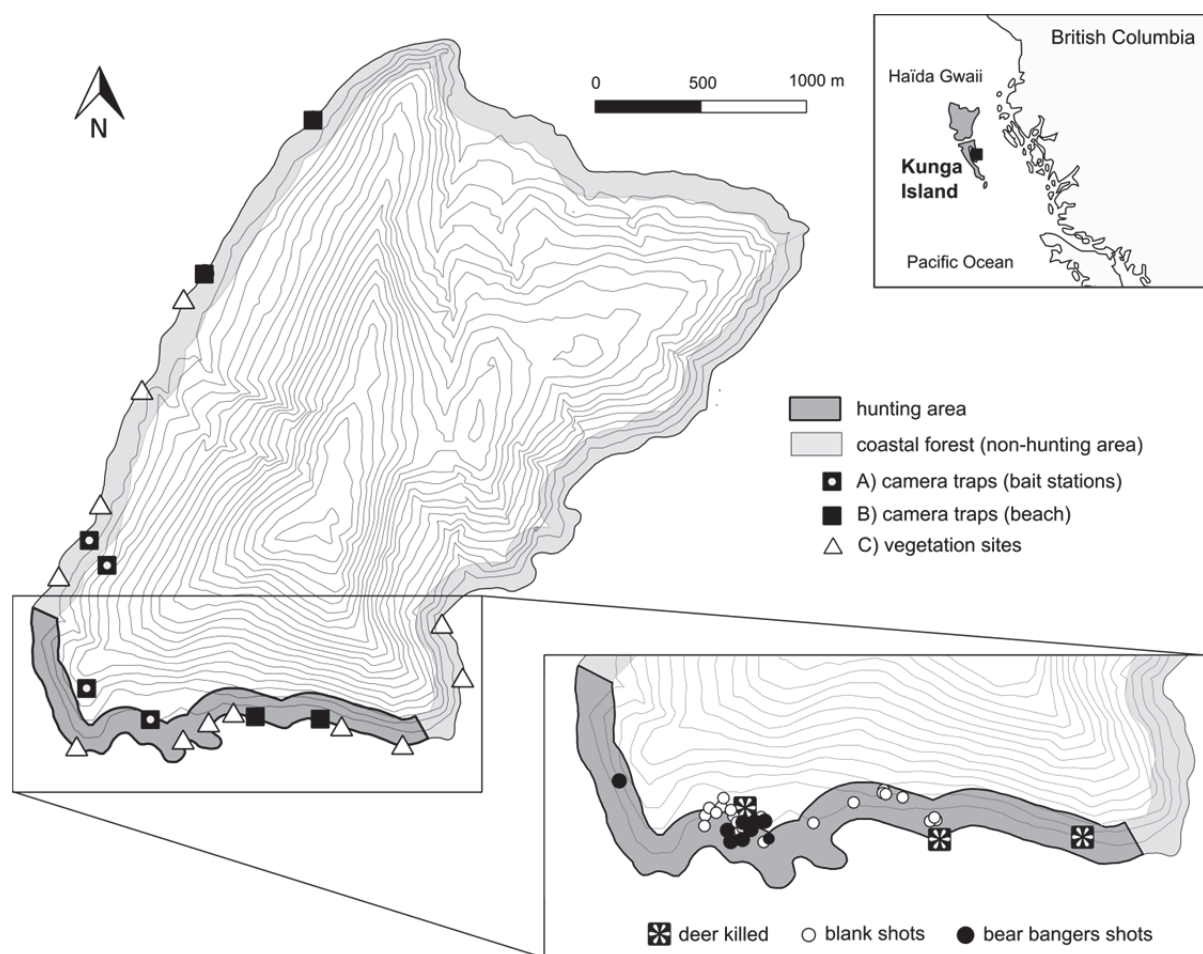 N
0 500 1000 m
British Columbia
Haïda Gwaii
Kunga
Island
Pacific Ocean
hunting area
coastal forest (non-hunting area)
A) camera traps (bait stations)
B) camera traps (beach)
C) vegetation sites
deer killed
blank shots
bear bangers shots